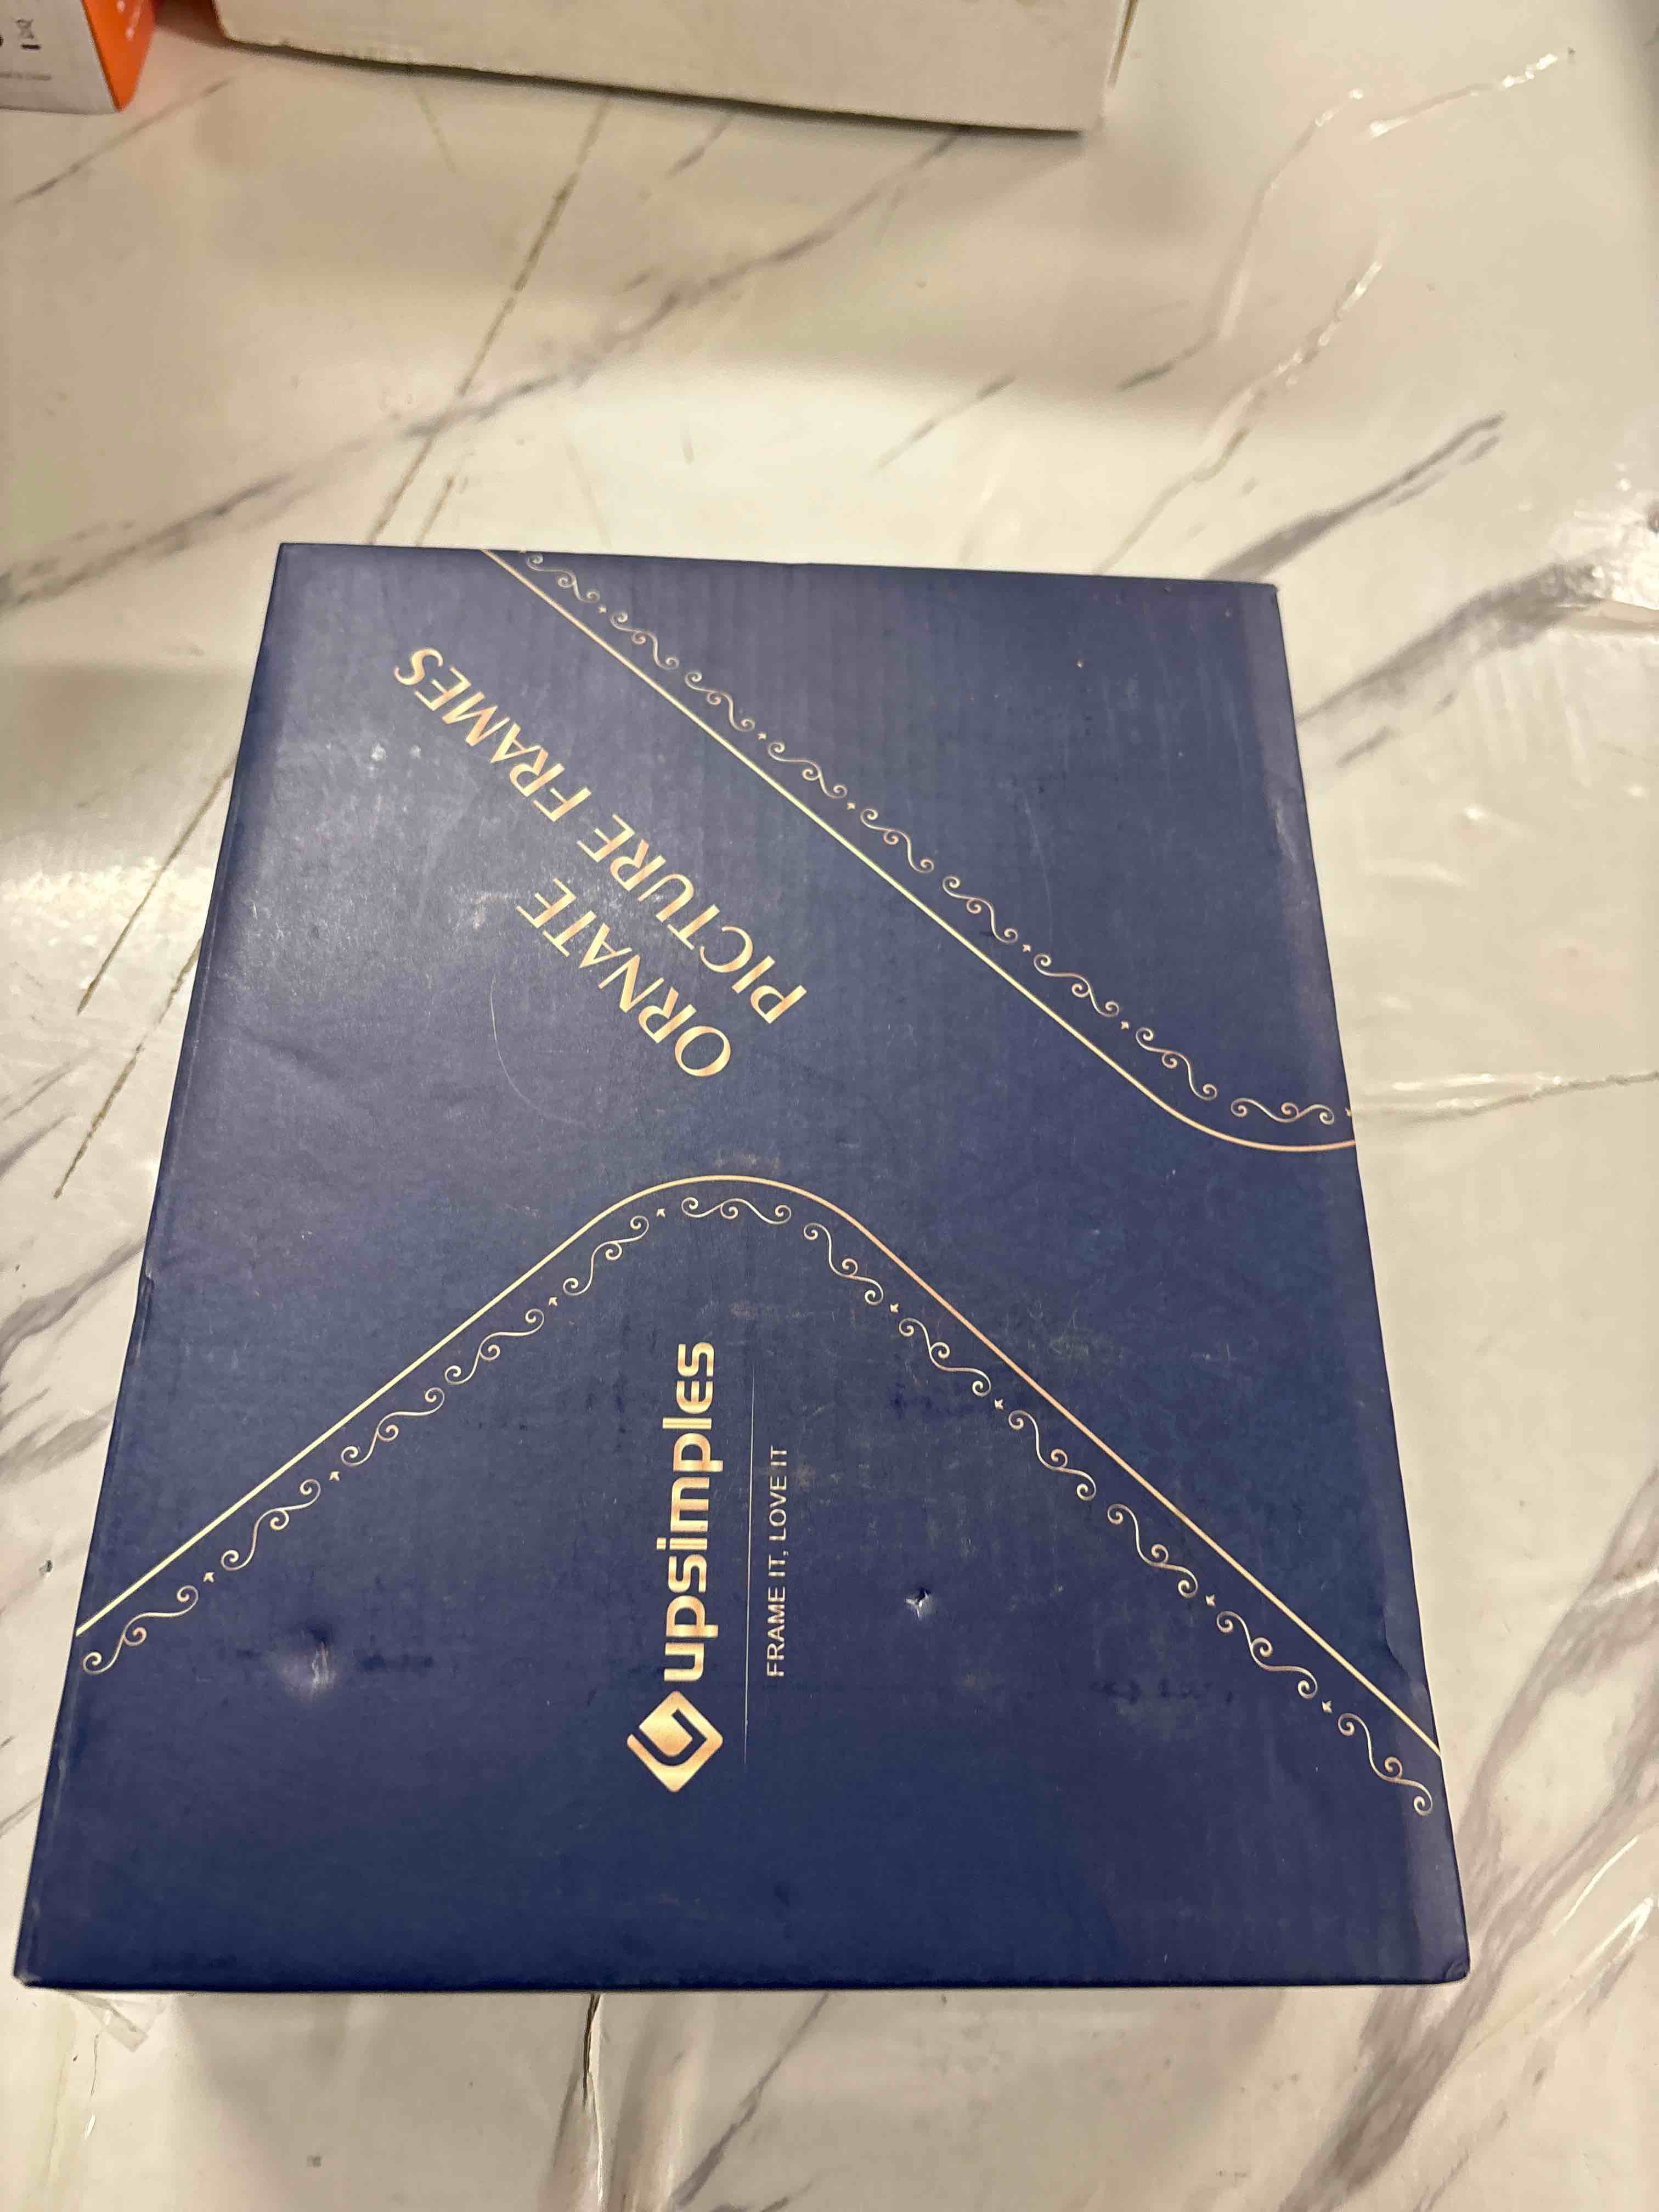 ORNATE
PICTURE FRAMES
upsimples
FRAME IT, LOVE IT